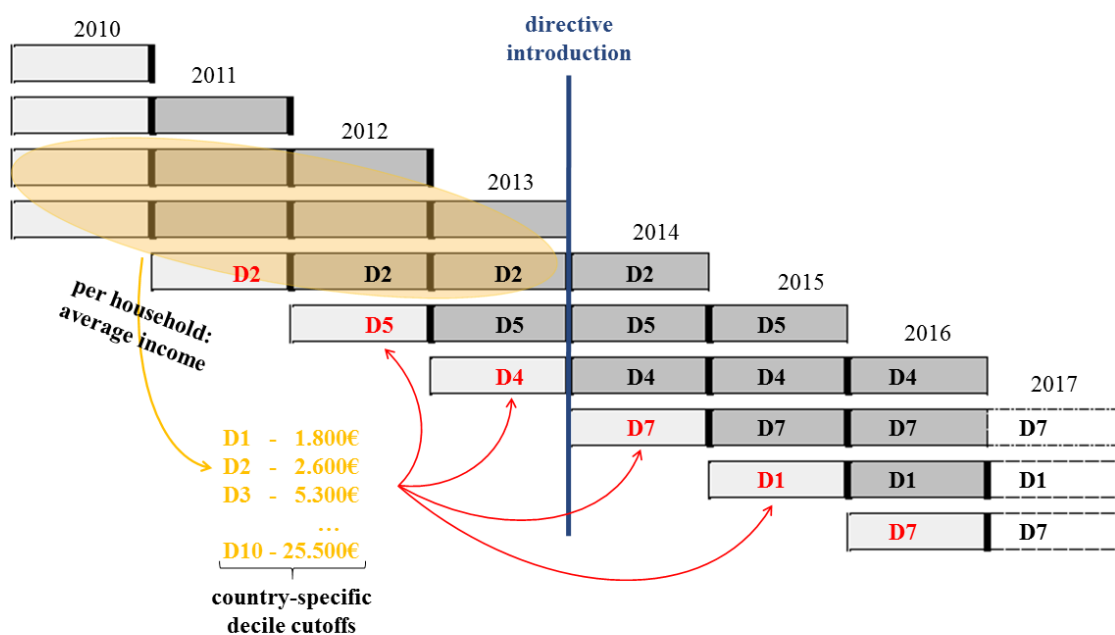 directive
introduction
2010
2011
2012
2013
2014
D2 D2 D2 D2
2015
D5 D5 D5 D5
2016
D4 D4 D4 D4
2017
D7 D7 D7 D7
D1 D1 D1
D7 D7
per household:
average income
D1 - 1.800€
D2 - 2.600€
D3 - 5.300€
...
D10 - 25.500€
country-specific
decile cutoffs